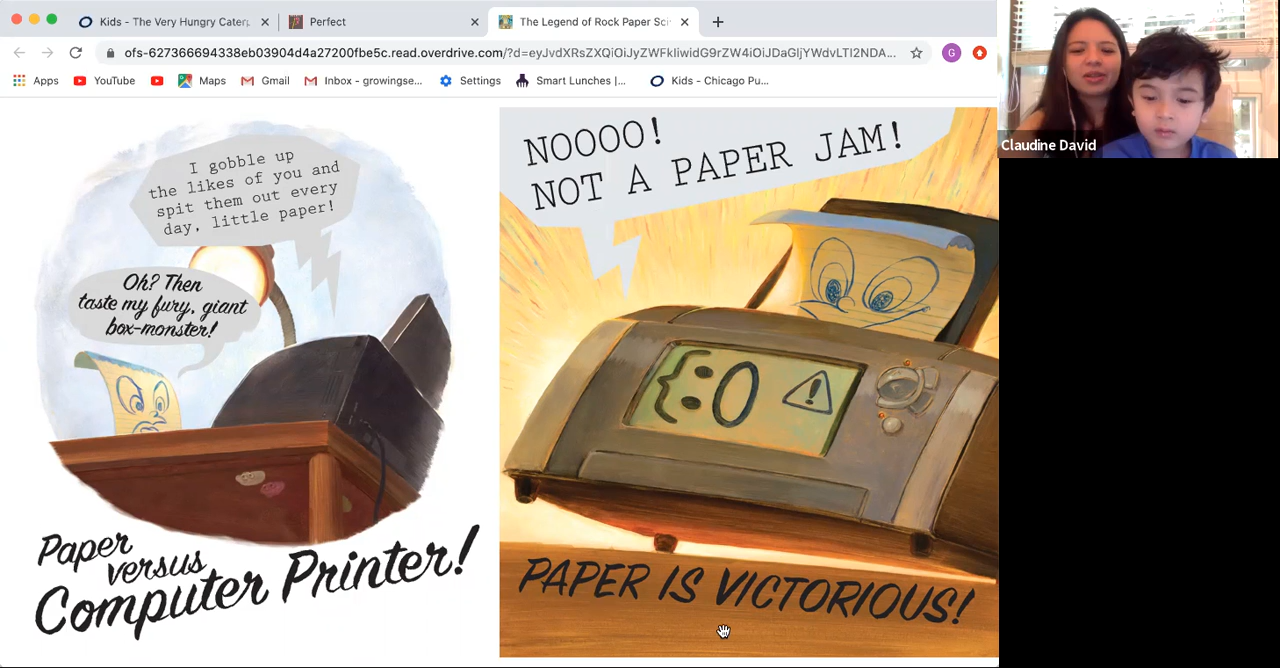 Kids - The Very Hungry Caterp
Perfect
The Legend of Rock Paper Sci
ofs-627366694338eb03904d4a27200fbe5c.read.overdrive.com/?d=eyJvdXRsZXQiOiJyZWFkIiwidG9rZW4iOiJDaGljYWdvLTI2NDA...
G
Apps
YouTube
Maps
Gmail
Inbox - growingse...
Settings
Smart Lunches |...
Kids - Chicago Pu...
Claudine David
I gobble up
the likes of you and
spit them out every
day, little paper!
Oh? Then
taste my fury, giant
box-monster!
Paper
versus
Computer Printer!
NOOOO!
NOT A PAPER JAM!
PAPER IS VICTORIOUS!